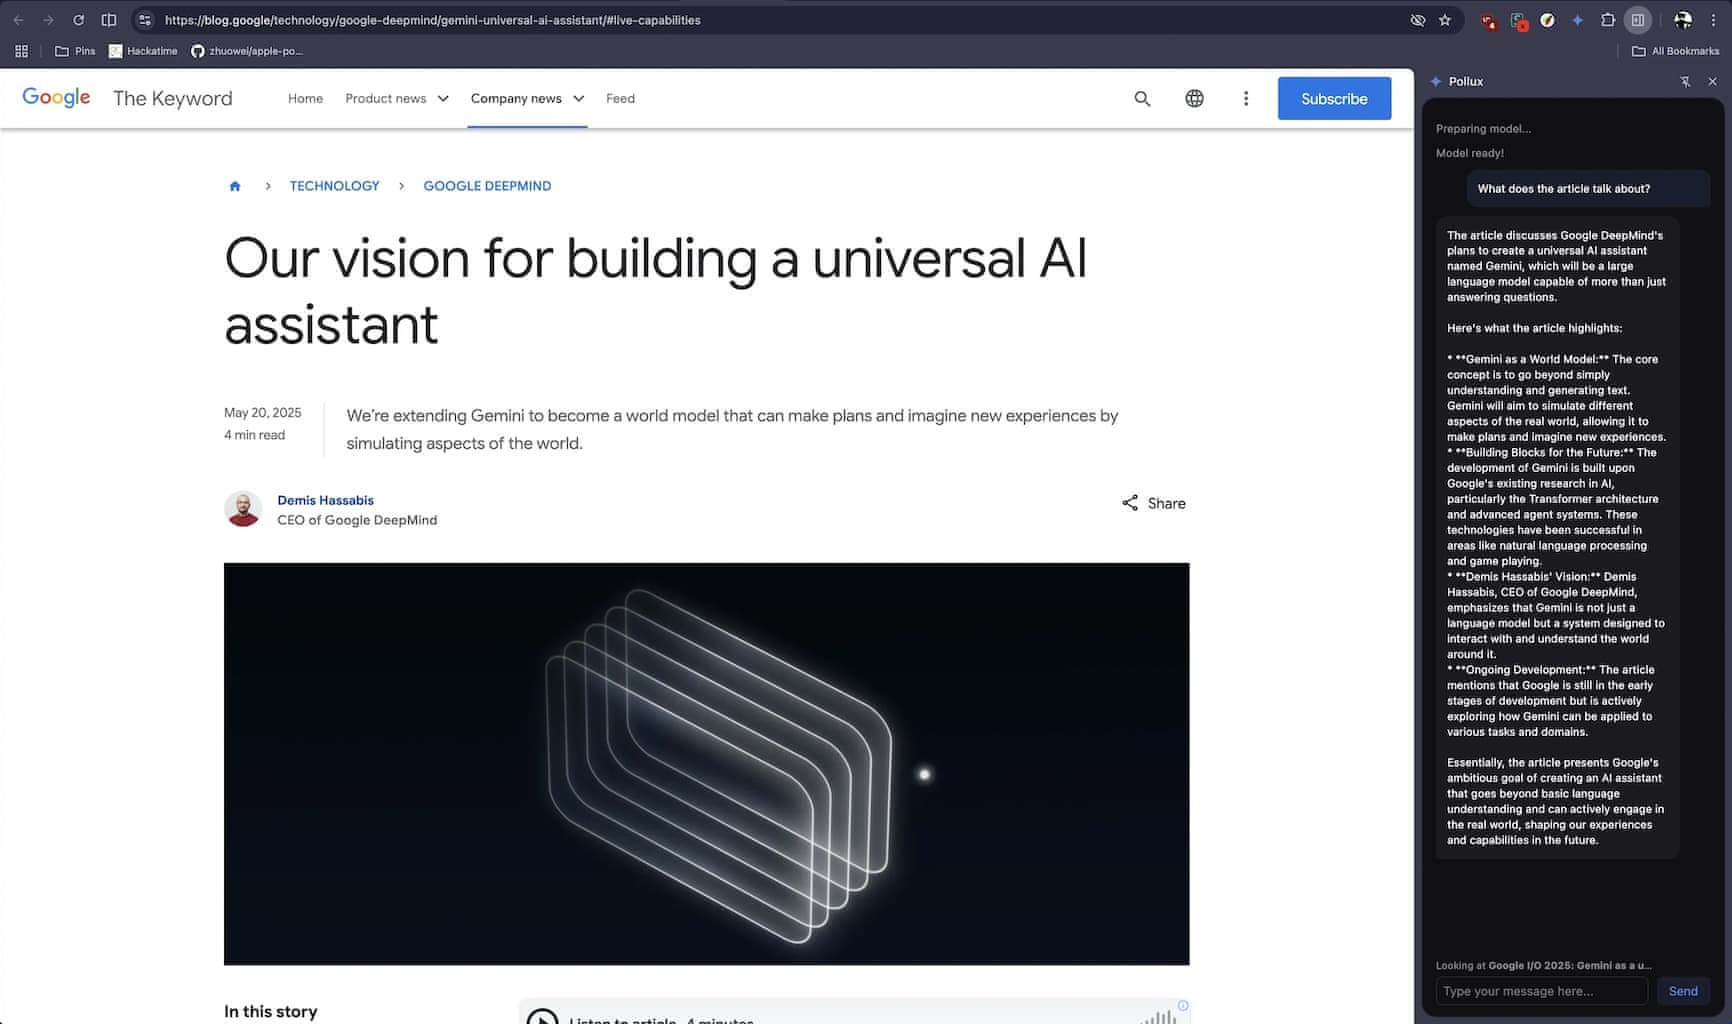 https://blog.google/technology/google-deepmind/gemini-universal-ai-assistant/#live-capabilities
Pins
Hackatime
zhuowei/apple-po...
All Bookmarks
Google The Keyword
Home
Product news
Company news
Feed
Subscribe
TECHNOLOGY
GOOGLE DEEPMIND
Our vision for building a universal AI
assistant
May 20, 2025
4 min read
We're extending Gemini to become a world model that can make plans and imagine new experiences by
simulating aspects of the world.
Demis Hassabis
CEO of Google DeepMind
Share
In this story
Listen to article 4 minutes
Pollux
Preparing model...
Model ready!
What does the article talk about?
The article discusses Google DeepMind's
plans to create a universal AI assistant
named Gemini, which will be a large
language model capable of more than just
answering questions.
Here's what the article highlights:
* **Gemini as a World Model:** The core
concept is to go beyond simply
understanding and generating text.
Gemini will aim to simulate different
aspects of the real world, allowing it to
make plans and imagine new experiences.
* **Building Blocks for the Future:** The
development of Gemini is built upon
Google's existing research in AI,
particularly the Transformer architecture
and advanced agent systems. These
technologies have been successful in
areas like natural language processing
and game playing.
* **Demis Hassabis' Vision:** Demis
Hassabis, CEO of Google DeepMind,
emphasizes that Gemini is not just a
language model but a system designed to
interact with and understand the world
around it.
* **Ongoing Development:** The article
mentions that Google is still in the early
stages of development but is actively
exploring how Gemini can be applied to
various tasks and domains.
Essentially, the article presents Google's
ambitious goal of creating an AI assistant
that goes beyond basic language
understanding and can actively engage in
the real world, shaping our experiences
and capabilities in the future.
Looking at Google I/O 2025: Gemini as a u...
Type your message here...
Send